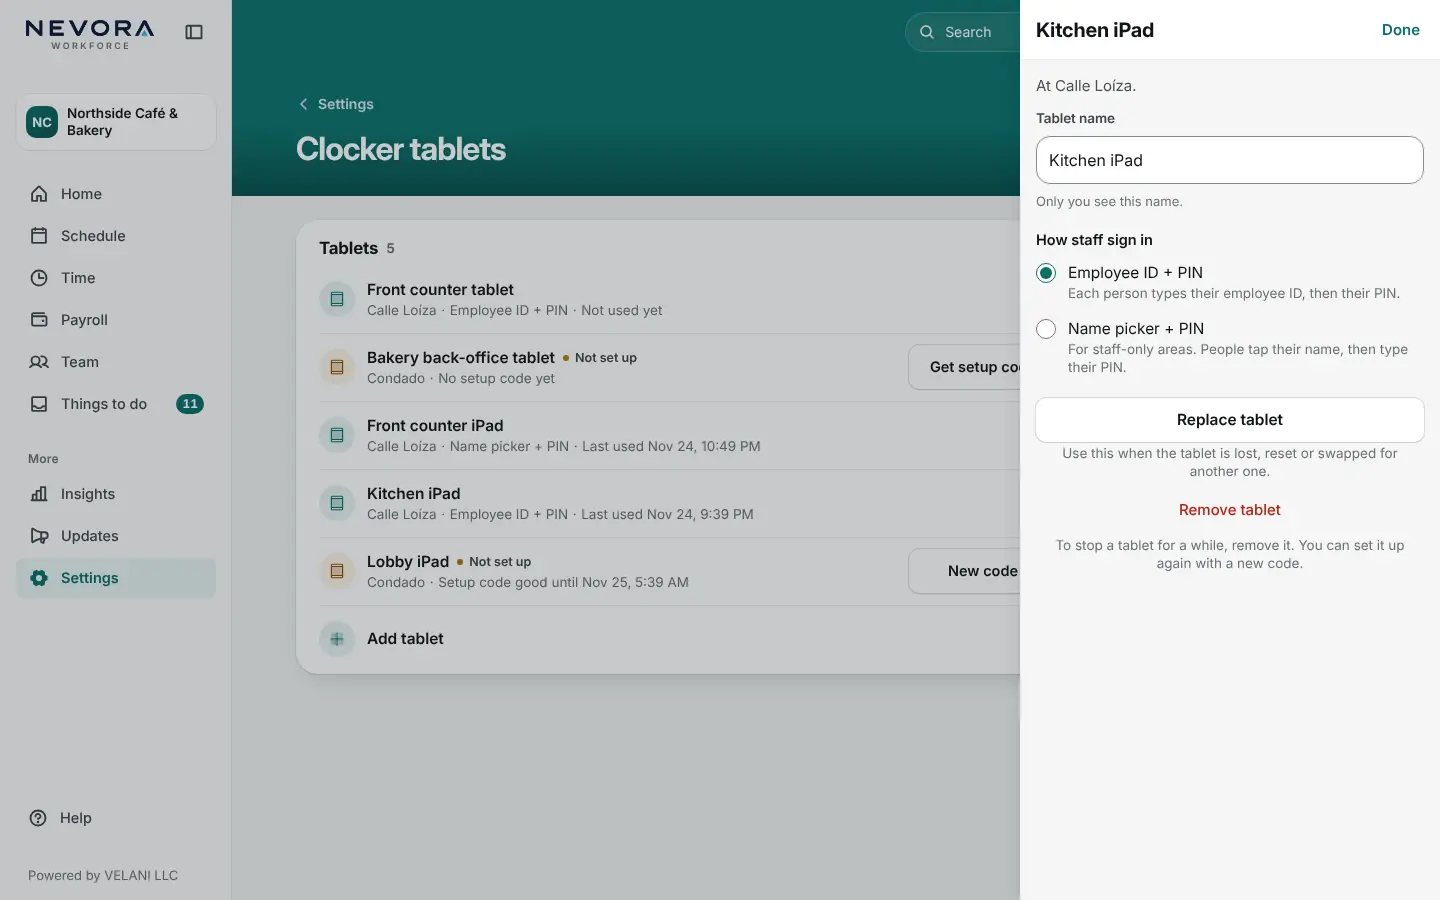 NEVORA
WORKFORCE
NC
Northside Café &
Bakery
Home
Schedule
Time
Payroll
Team
Things to do
11
More
Insights
Updates
Settings
Help
Powered by VELANI LLC
Search
Settings
Clocker tablets
Tablets 5
Front counter tablet
Calle Loíza · Employee ID + PIN · Not used yet
Bakery back-office tablet Not set up
Condado · No setup code yet
Get setup co
Front counter iPad
Calle Loíza · Name picker + PIN · Last used Nov 24, 10:49 PM
Kitchen iPad
Calle Loíza · Employee ID + PIN · Last used Nov 24, 9:39 PM
Lobby iPad Not set up
Condado · Setup code good until Nov 25, 5:39 AM
New code
Add tablet
Kitchen iPad
Done
At Calle Loíza.
Tablet name
Kitchen iPad
Only you see this name.
How staff sign in
Employee ID + PIN
Each person types their employee ID, then their PIN.
Name picker + PIN
For staff-only areas. People tap their name, then type
their PIN.
Replace tablet
Use this when the tablet is lost, reset or swapped for
another one.
Remove tablet
To stop a tablet for a while, remove it. You can set it up
again with a new code.